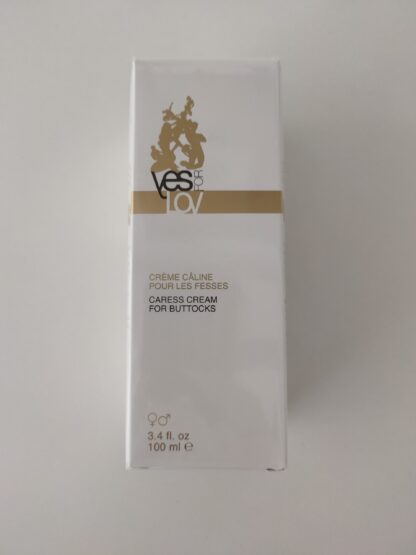 YES FOR
LOV
CRÈME CÂLINE
POUR LES FESSES
CARESS CREAM
FOR BUTTOCKS
♀♂
3.4 fl. oz
100 ml ℮